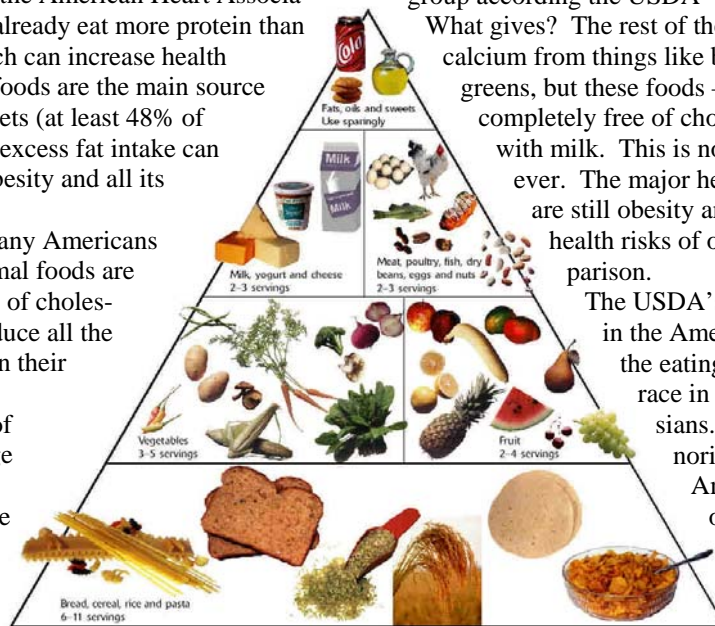 the American Heart Associa
already eat more protein than
ch can increase health
foods are the main source
ets (at least 48% of
excess fat intake can
besity and all its
any Americans
mal foods are
of choles-
duce all the
n their
of
ge
e
group according the USDA
What gives? The rest of the
calcium from things like b
greens, but these foods –
completely free of cho
with milk. This is no
ever. The major he
are still obesity an
health risks of o
parison.
The USDA’
in the Ame
the eating
race in
sians.
nori
Ar
o
Cola
Fats, oils and sweets
Use sparingly
Milk
Milk
Milk, yogurt and cheese
2–3 servings
Meat, poultry, fish, dry
beans, eggs and nuts
2–3 servings
Vegetables
3–5 servings
Fruit
2–4 servings
Bread, cereal, rice and pasta
6–11 servings